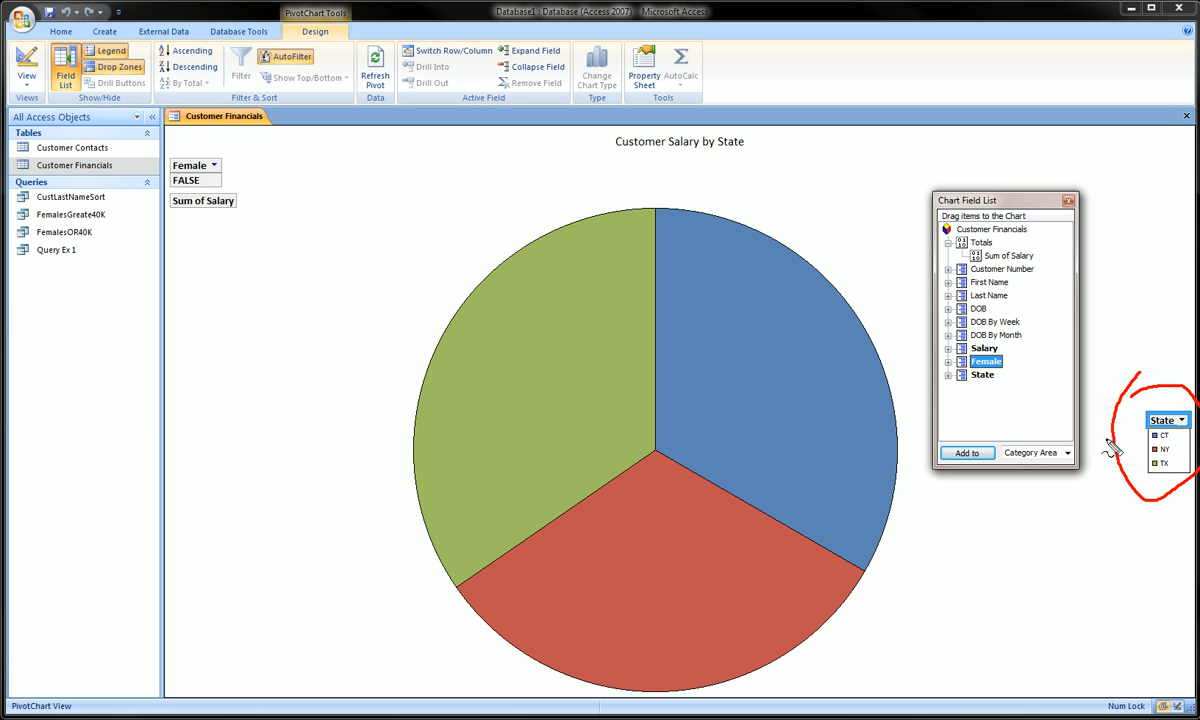 PivotChart Tools
Database1 : Database (Access 2007) - Microsoft Access
Home
Create
External Data
Database Tools
Design
View
Views
Field List
Legend
Drop Zones
Drill Buttons
Show/Hide
Ascending
Descending
By Total
Filter
AutoFilter
Show Top/Bottom
Filter & Sort
Refresh Pivot
Data
Switch Row/Column
Drill Into
Drill Out
Expand Field
Collapse Field
Remove Field
Active Field
Change Chart Type
Type
Property Sheet
AutoCalc
Tools
All Access Objects
Tables
Customer Contacts
Customer Financials
Queries
CustLastNameSort
FemalesGreate40K
FemalesOR40K
Query Ex 1
Customer Financials
Customer Salary by State
Female
FALSE
Sum of Salary
Chart Field List
Drag items to the Chart
Customer Financials
Totals
Sum of Salary
Customer Number
First Name
Last Name
DOB
DOB By Week
DOB By Month
Salary
Female
State
Add to
Category Area
State
CT
NY
TX
PivotChart View
Num Lock